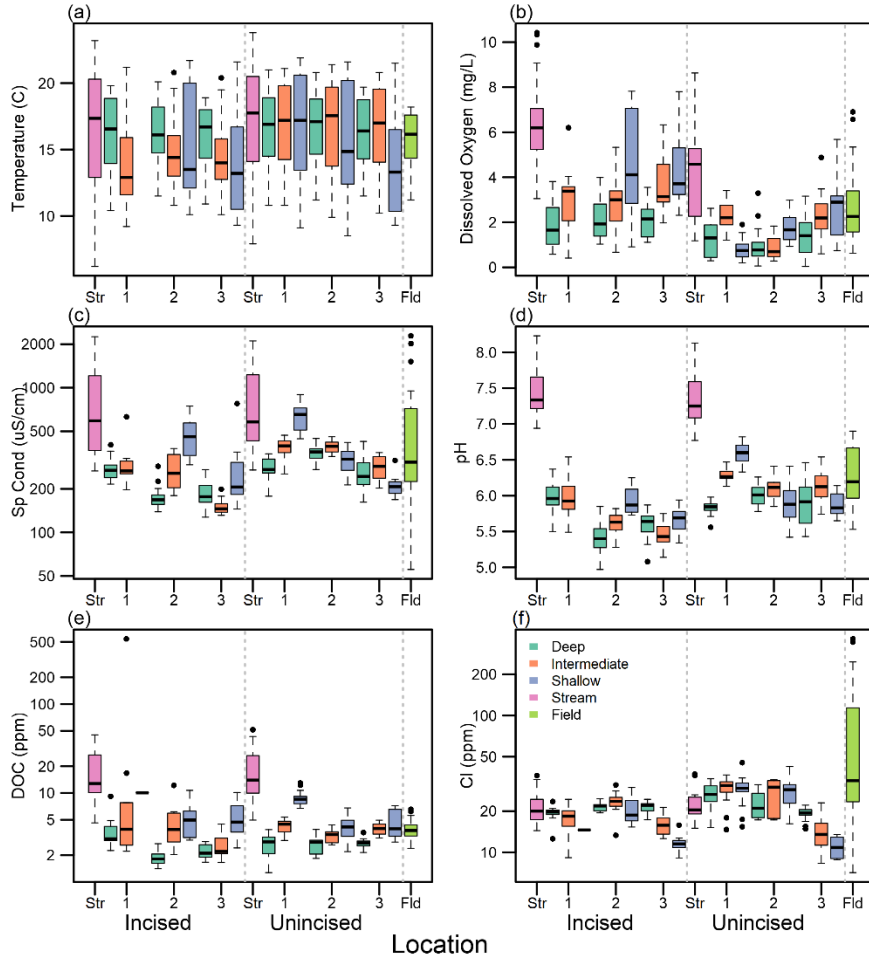 (a)
Temperature (C)
20
15
10
Str 1 2 3 Str 1 2 3 Fld
(b)
Dissolved Oxygen (mg/L)
10
8
6
4
2
0
Str 1 2 3 Str 1 2 3 Fld
(c)
Sp Cond (uS/cm)
2000
1000
500
200
100
50
Str 1 2 3 Str 1 2 3 Fld
(d)
pH
8.0
7.5
7.0
6.5
6.0
5.5
5.0
Str 1 2 3 Str 1 2 3 Fld
(e)
DOC (ppm)
500
200
100
50
20
10
5
2
Str 1 2 3 Str 1 2 3 Fld
Incised Unincised
(f)
Cl (ppm)
200
100
50
20
10
Deep
Intermediate
Shallow
Stream
Field
Str 1 2 3 Str 1 2 3 Fld
Incised Unincised
Location